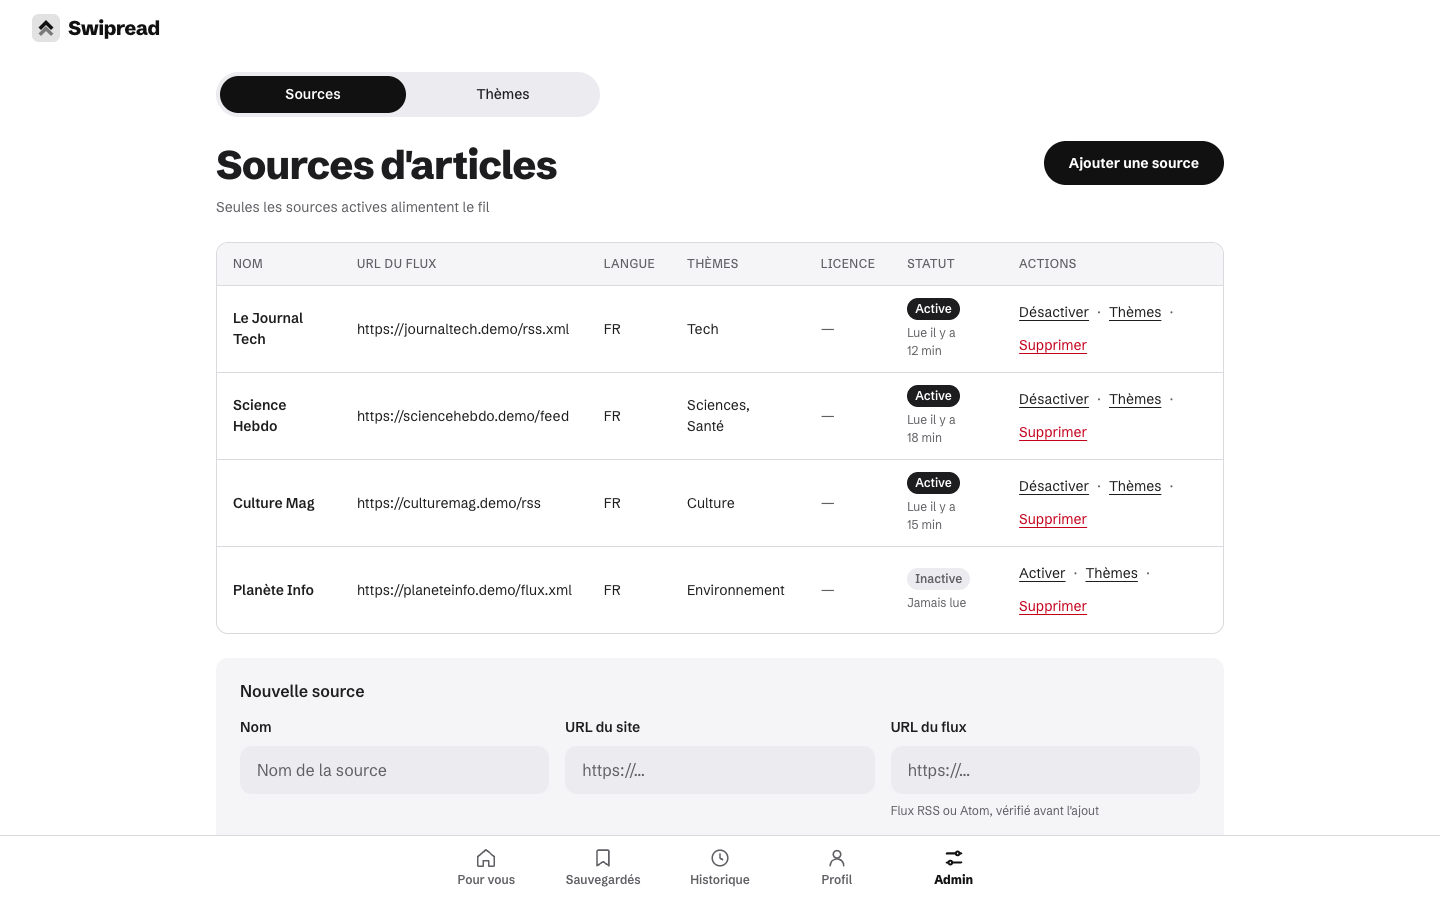 Swipread
Sources
Thèmes
Sources d'articles
Ajouter une source
Seules les sources actives alimentent le fil
NOM URL DU FLUX LANGUE THÈMES LICENCE STATUT ACTIONS
Le Journal Tech https://journaltech.demo/rss.xml FR Tech — Active Lue il y a 12 min Désactiver · Thèmes · Supprimer
Science Hebdo https://sciencehebdo.demo/feed FR Sciences, Santé — Active Lue il y a 18 min Désactiver · Thèmes · Supprimer
Culture Mag https://culturemag.demo/rss FR Culture — Active Lue il y a 15 min Désactiver · Thèmes · Supprimer
Planète Info https://planeteinfo.demo/flux.xml FR Environnement — Inactive Jamais lue Activer · Thèmes · Supprimer
Nouvelle source
Nom URL du site URL du flux
Nom de la source https://... https://...
Flux RSS ou Atom, vérifié avant l'ajout
Pour vous Sauvegardés Historique Profil Admin